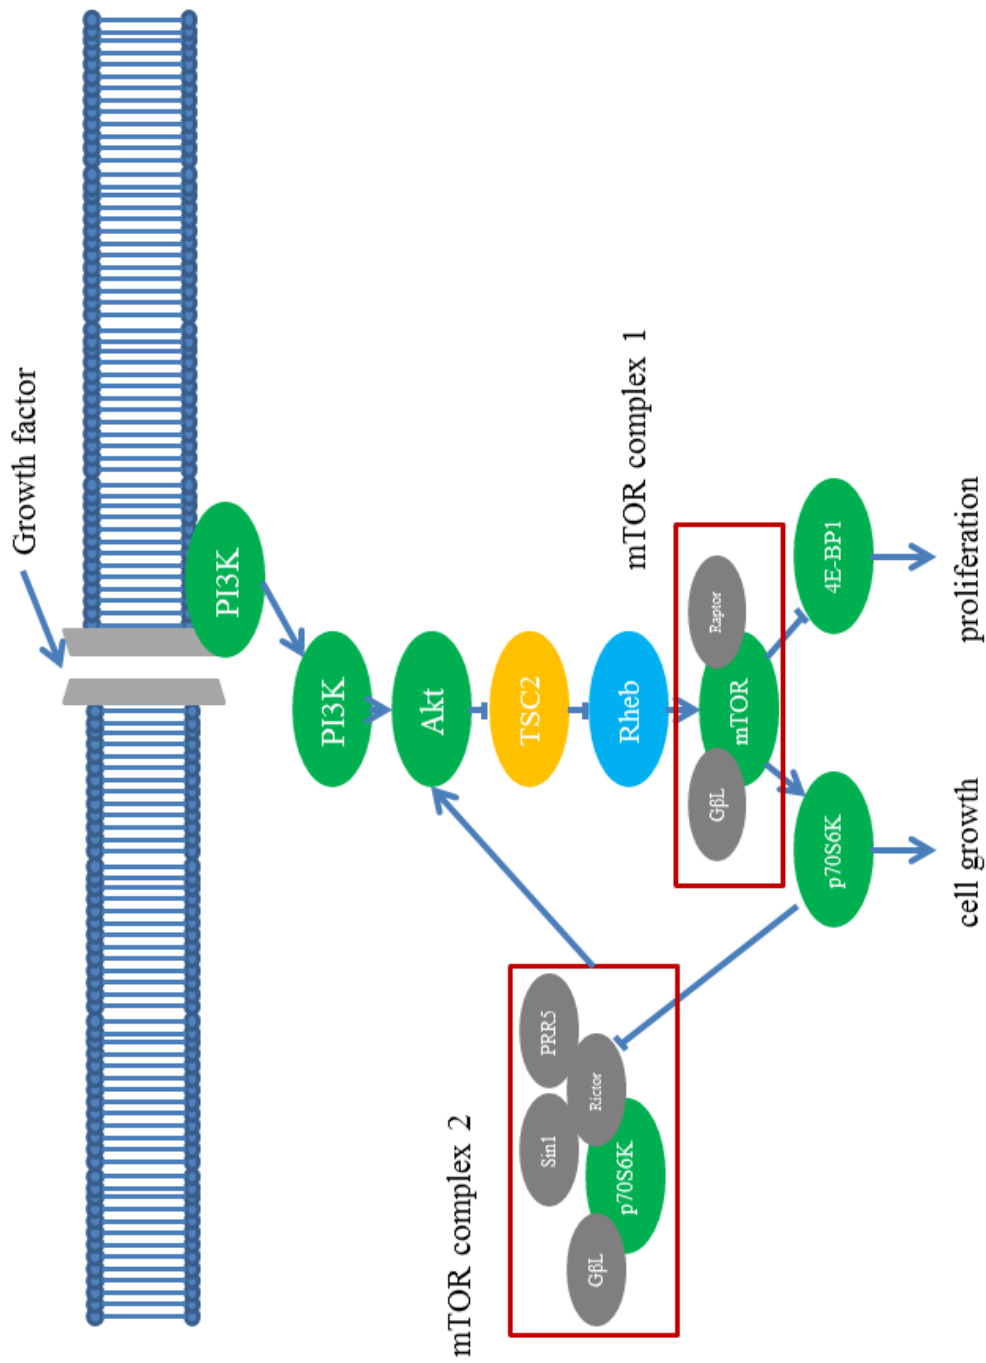 Growth factor
PI3K
PI3K
Akt
TSC2
Rheb
mTOR complex 1
GβL
mTOR
Raptor
p70S6K
4E-BP1
cell growth
proliferation
mTOR complex 2
Sin1
PRR5
Rictor
GβL
p70S6K